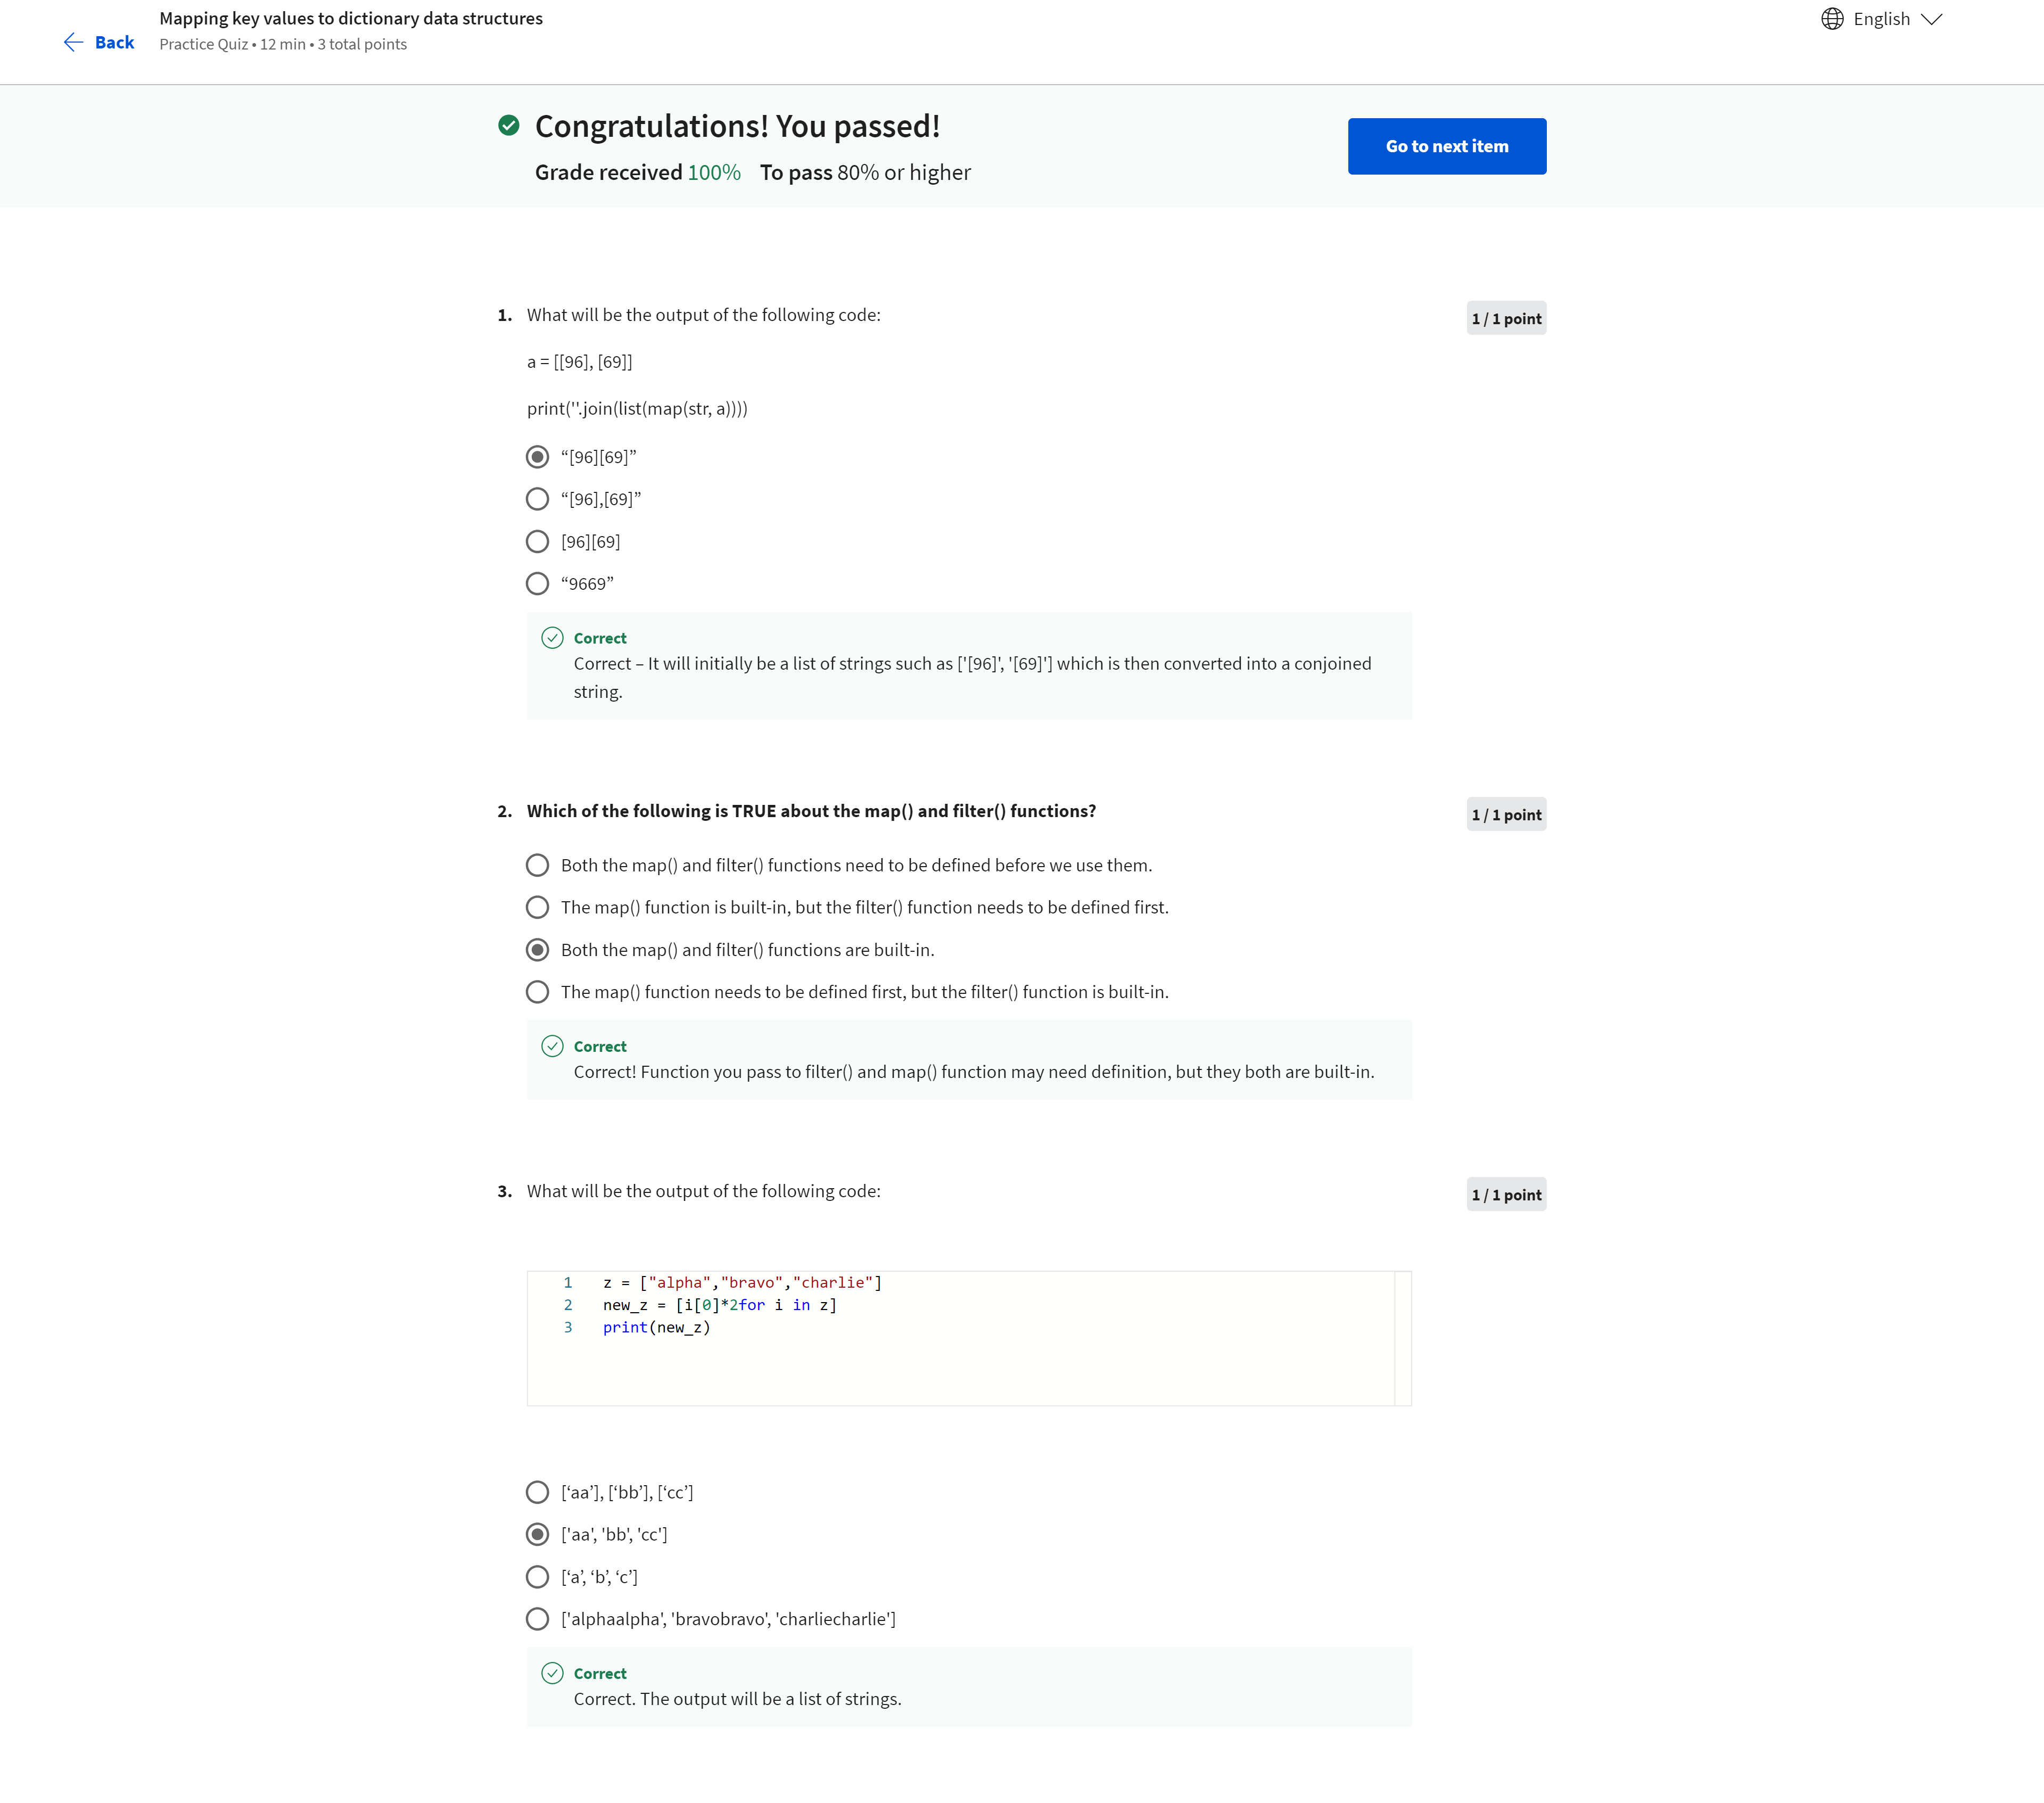 Mapping key values to dictionary data structures
Back
Practice Quiz • 12 min • 3 total points
English
Congratulations! You passed!
Grade received 100% To pass 80% or higher
Go to next item
1. What will be the output of the following code:
1 / 1 point
a = [[96], [69]]
print(''.join(list(map(str, a))))
“[96][69]”
“[96],[69]”
[96][69]
“9669”
Correct
Correct – It will initially be a list of strings such as ['[96]', '[69]'] which is then converted into a conjoined
string.
2. Which of the following is TRUE about the map() and filter() functions?
1 / 1 point
Both the map() and filter() functions need to be defined before we use them.
The map() function is built-in, but the filter() function needs to be defined first.
Both the map() and filter() functions are built-in.
The map() function needs to be defined first, but the filter() function is built-in.
Correct
Correct! Function you pass to filter() and map() function may need definition, but they both are built-in.
3. What will be the output of the following code:
1 / 1 point
1 z = ["alpha","bravo","charlie"]
2 new_z = [i[0]*2for i in z]
3 print(new_z)
[‘aa’], [‘bb’], [‘cc’]
['aa', 'bb', 'cc']
[‘a’, ‘b’, ‘c’]
['alphaalpha', 'bravobravo', 'charliecharlie']
Correct
Correct. The output will be a list of strings.